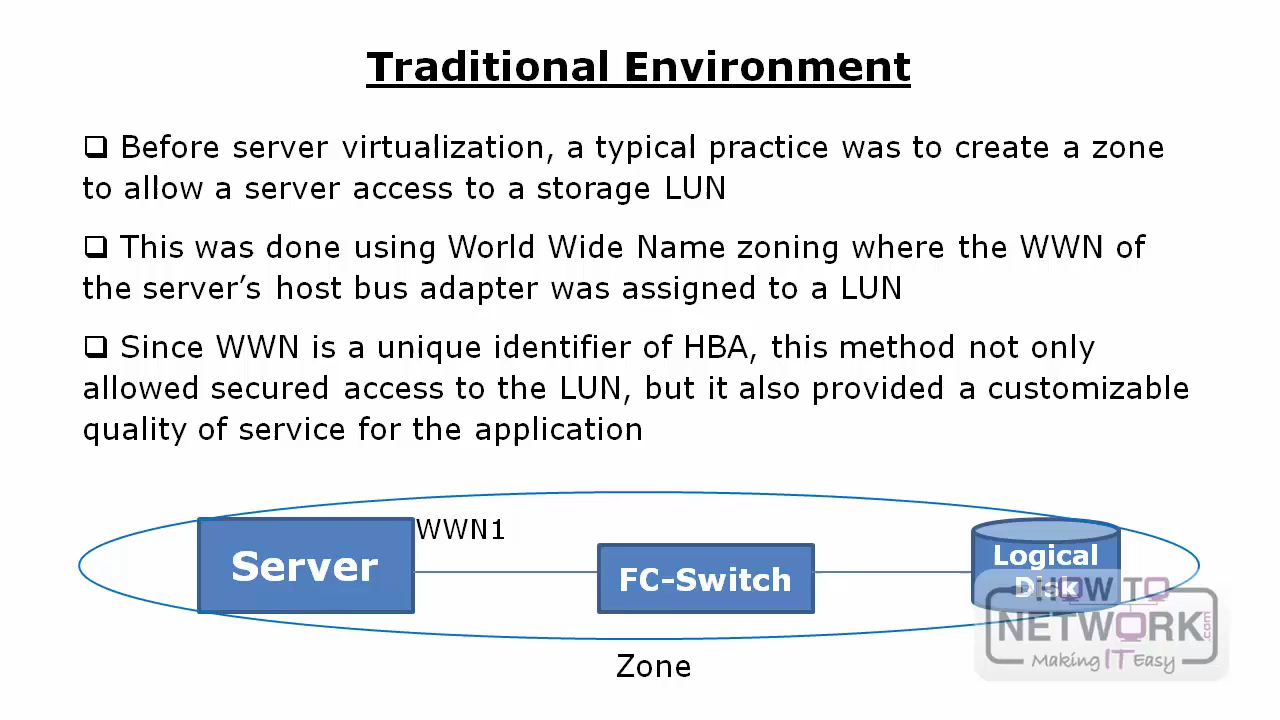 Traditional Environment
❑ Before server virtualization, a typical practice was to create a zone
to allow a server access to a storage LUN
❑ This was done using World Wide Name zoning where the WWN of
the server’s host bus adapter was assigned to a LUN
❑ Since WWN is a unique identifier of HBA, this method not only
allowed secured access to the LUN, but it also provided a customizable
quality of service for the application
WWN1
Server
FC-Switch
Logical
Disk
HOW TO
NETWORK.com
Making IT Easy
Zone